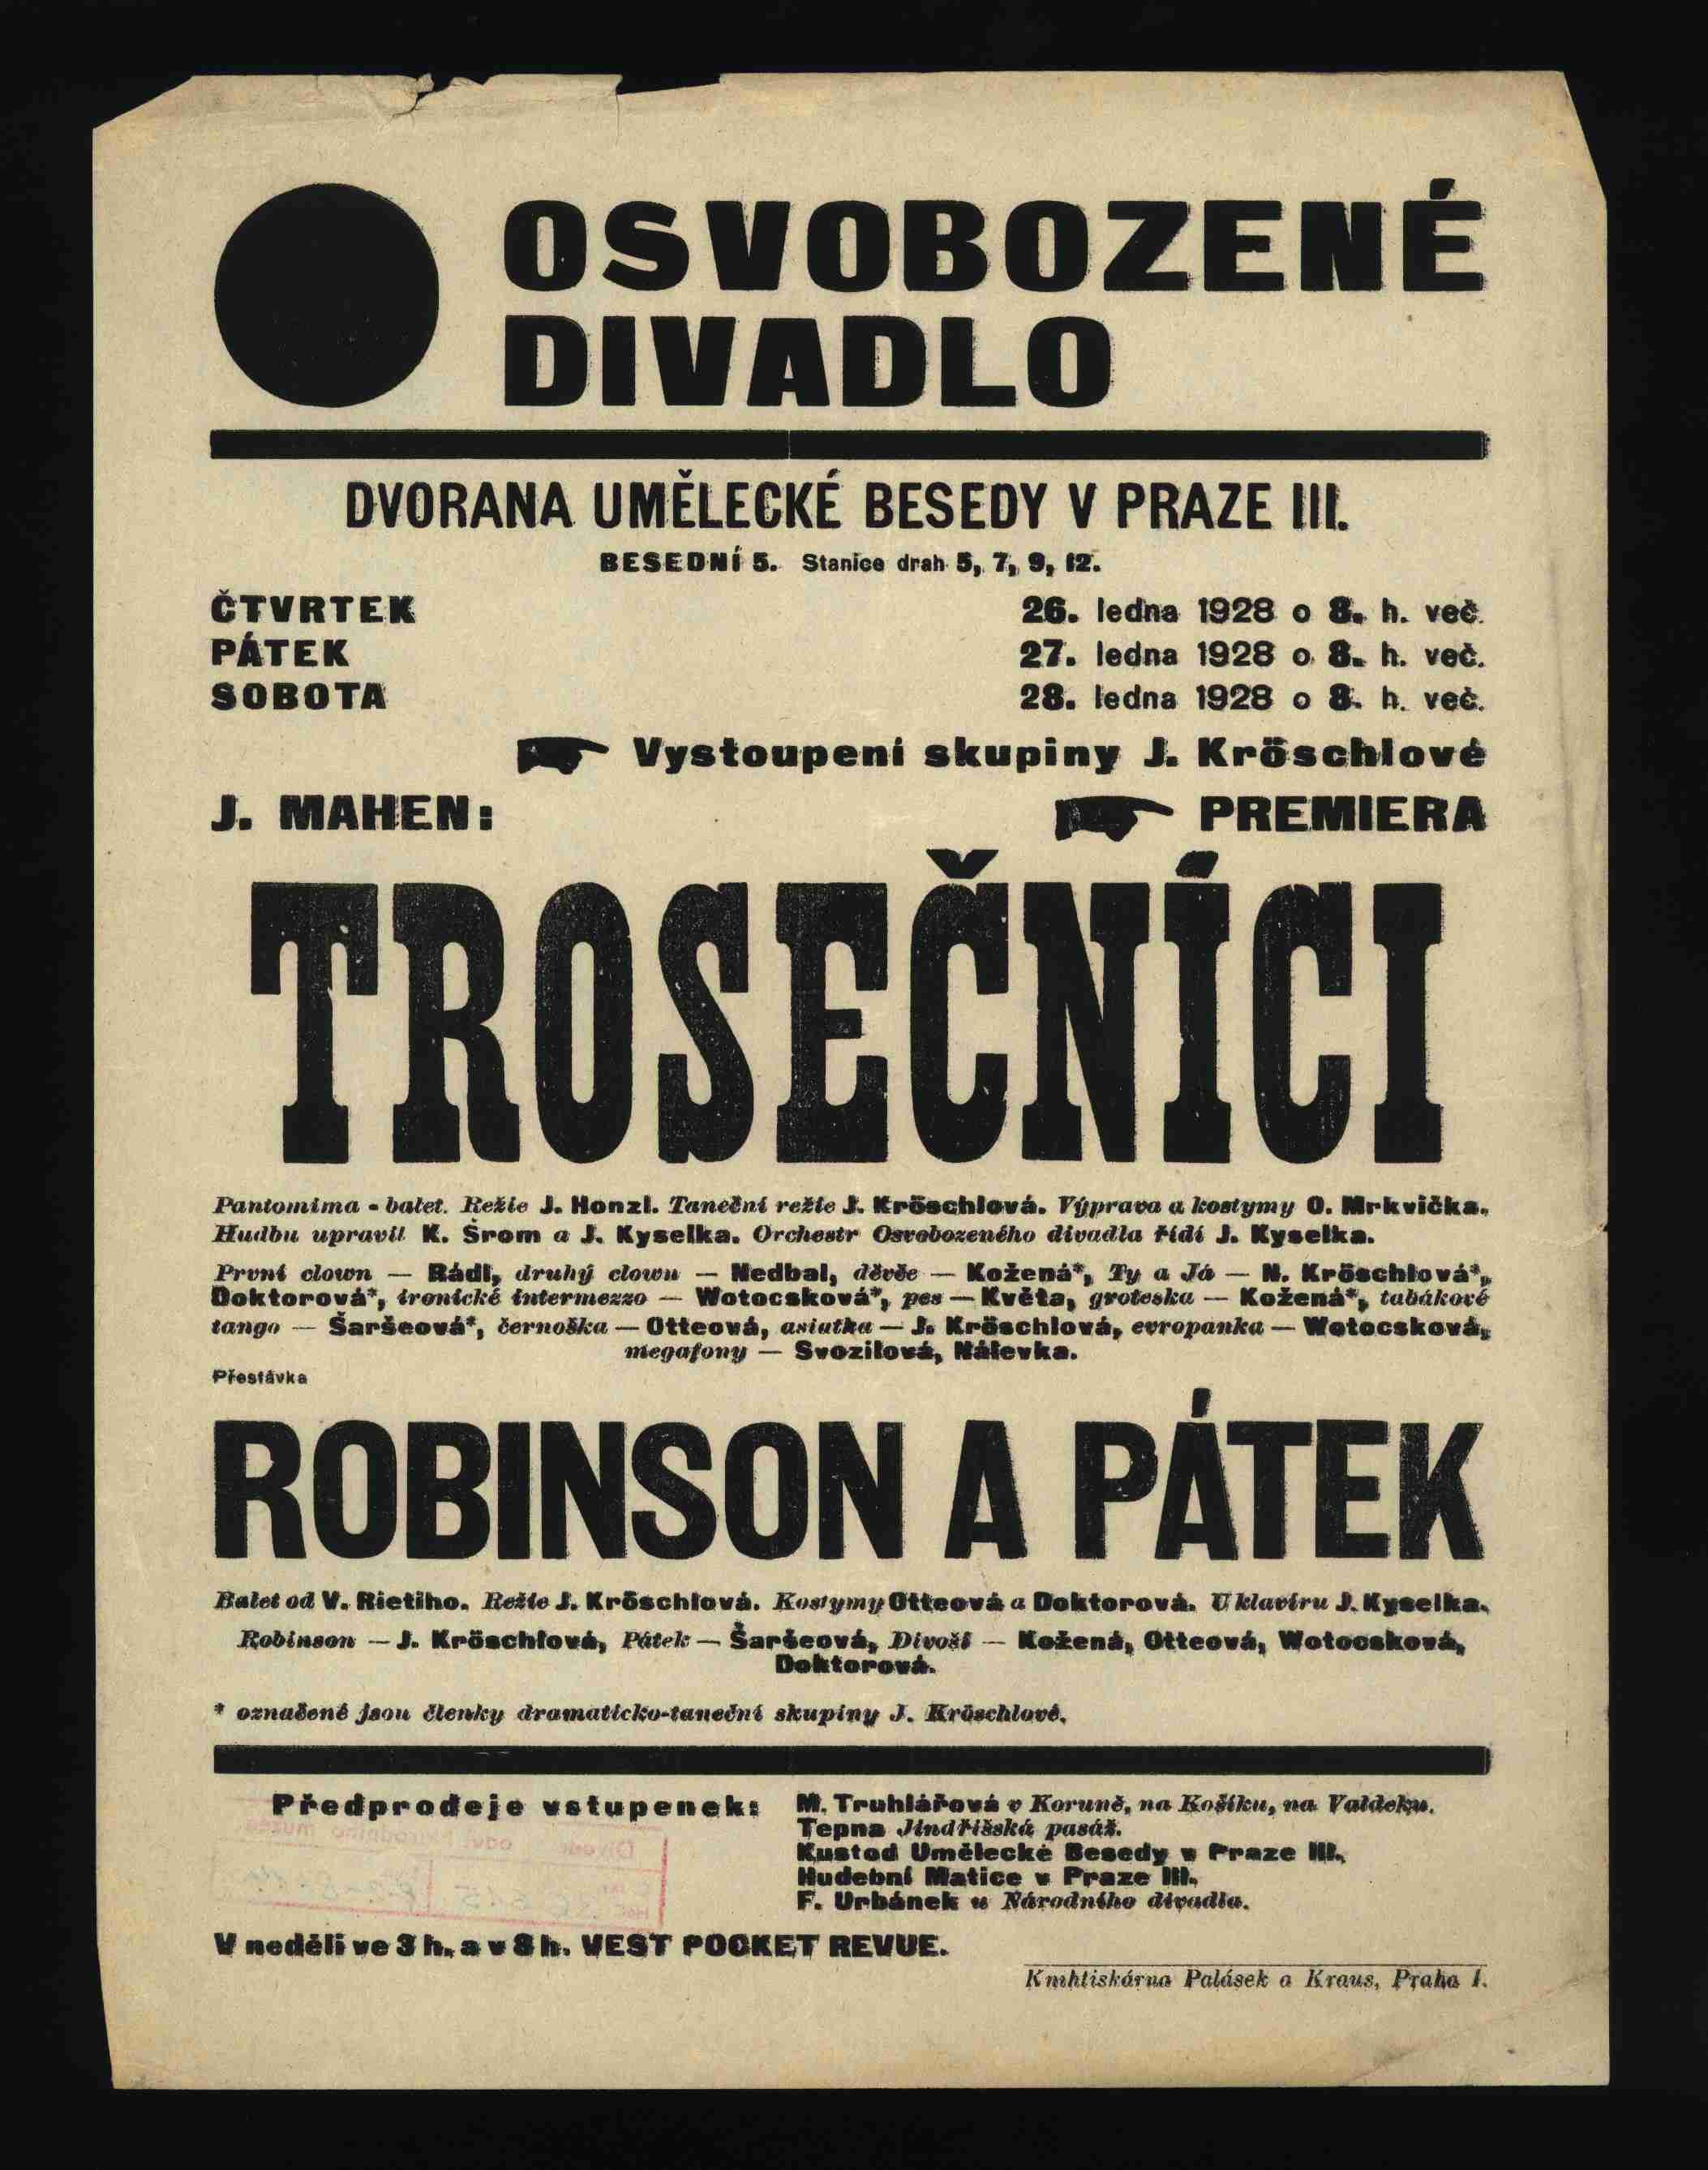 OSVOBOZENÉ
DIVADLO
DVORANA UMĚLECKÉ BESEDY V PRAZE III.
BESEDNÍ 5. Stanice drah 5, 7, 9, 12.
ČTVRTEK 26. ledna 1928 o 8. h. več.
PÁTEK 27. ledna 1928 o 8. h. več.
SOBOTA 28. ledna 1928 o 8. h. več.
Vystoupení skupiny J. Kröschlové
J. MAHEN: PREMIERA
TROSEČNÍCI
Pantomima - balet. Režie J. Honzl. Taneční režie J. Kröschlová. Výprava a kostymy O. Mrkvička.
Hudbu upravil K. Šrom a J. Kyselka. Orchestr Osvobozeného divadla řídí J. Kyselka.
První clown — Rádl, druhý clown — Nedbal, děvče — Kožená*, Ty a Já — N. Kröschlová*,
Doktorová*, ironické intermezzo — Wotocsková*, pes — Květa, groteska — Kožená*, tabákové
tango — Šaršeová*, černoška — Otteová, asiatka — J. Kröschlová, evropanka — Wotocsková,
megafony — Svozilová, Nálevka.
Přestávka
ROBINSON A PÁTEK
Balet od V. Rietiho. Režie J. Kröschlová. Kostymy Otteová a Doktorová. U klavíru J. Kyselka.
Robinson — J. Kröschlová, Pátek — Šaršeová, Divoší — Kožená, Otteová, Wotocsková,
Doktorová.
* označené jsou členky dramaticko-taneční skupiny J. Kröschlové.
Předprodeje vstupenek: M. Truhlářová v Koruně, na Košíku, na Valdeku.
Tepna Jindřišská pasáž.
Kustod Umělecké Besedy v Praze III.,
Hudební Matice v Praze III.
F. Urbánek u Národního divadla.
V neděli ve 3 h. a v 8 h. VEST POCKET REVUE.
Knihtiskárna Palásek a Kraus, Praha I.